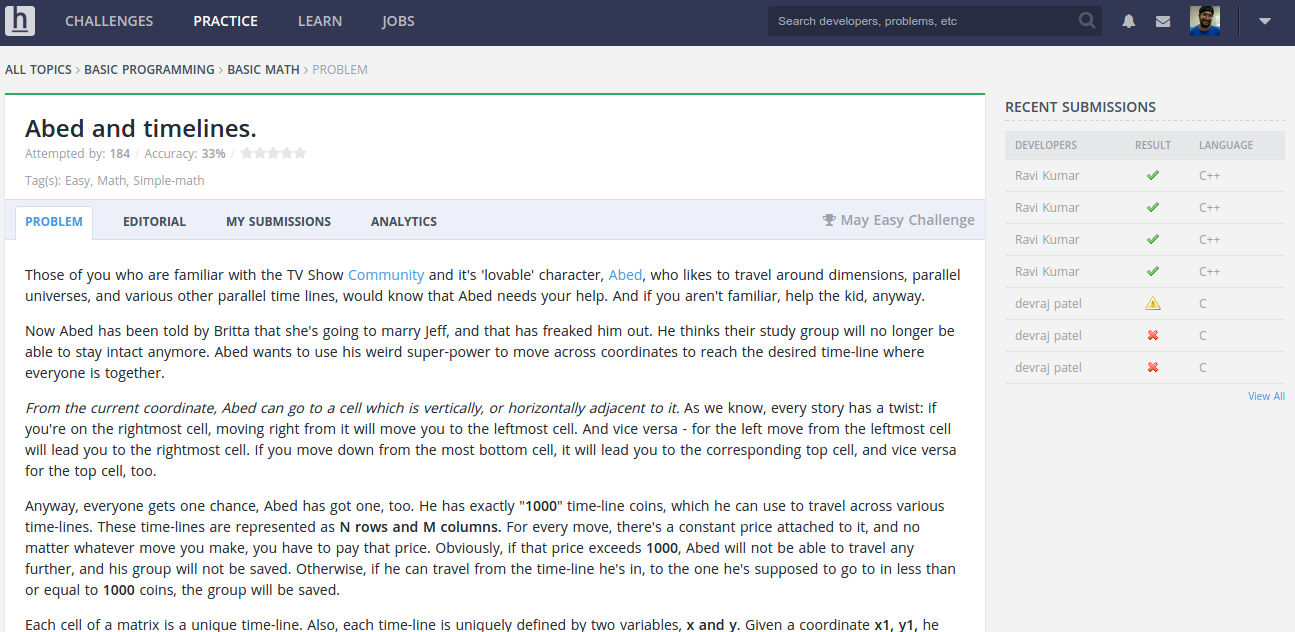 h CHALLENGES PRACTICE LEARN JOBS Search developers, problems, etc
ALL TOPICS › BASIC PROGRAMMING › BASIC MATH › PROBLEM
Abed and timelines.
Attempted by: 184 / Accuracy: 33% /
Tag(s): Easy, Math, Simple-math
PROBLEM EDITORIAL MY SUBMISSIONS ANALYTICS May Easy Challenge
Those of you who are familiar with the TV Show Community and it's 'lovable' character, Abed, who likes to travel around dimensions, parallel
universes, and various other parallel time lines, would know that Abed needs your help. And if you aren't familiar, help the kid, anyway.
Now Abed has been told by Britta that she's going to marry Jeff, and that has freaked him out. He thinks their study group will no longer be
able to stay intact anymore. Abed wants to use his weird super-power to move across coordinates to reach the desired time-line where
everyone is together.
From the current coordinate, Abed can go to a cell which is vertically, or horizontally adjacent to it. As we know, every story has a twist: if
you're on the rightmost cell, moving right from it will move you to the leftmost cell. And vice versa - for the left move from the leftmost cell
will lead you to the rightmost cell. If you move down from the most bottom cell, it will lead you to the corresponding top cell, and vice versa
for the top cell, too.
Anyway, everyone gets one chance, Abed has got one, too. He has exactly "1000" time-line coins, which he can use to travel across various
time-lines. These time-lines are represented as N rows and M columns. For every move, there's a constant price attached to it, and no
matter whatever move you make, you have to pay that price. Obviously, if that price exceeds 1000, Abed will not be able to travel any
further, and his group will not be saved. Otherwise, if he can travel from the time-line he's in, to the one he's supposed to go to in less than
or equal to 1000 coins, the group will be saved.
Each cell of a matrix is a unique time-line. Also, each time-line is uniquely defined by two variables, x and y. Given a coordinate x1, y1, he
RECENT SUBMISSIONS
DEVELOPERS RESULT LANGUAGE
Ravi Kumar C++
Ravi Kumar C++
Ravi Kumar C++
Ravi Kumar C++
devraj patel C
devraj patel C
devraj patel C
View All